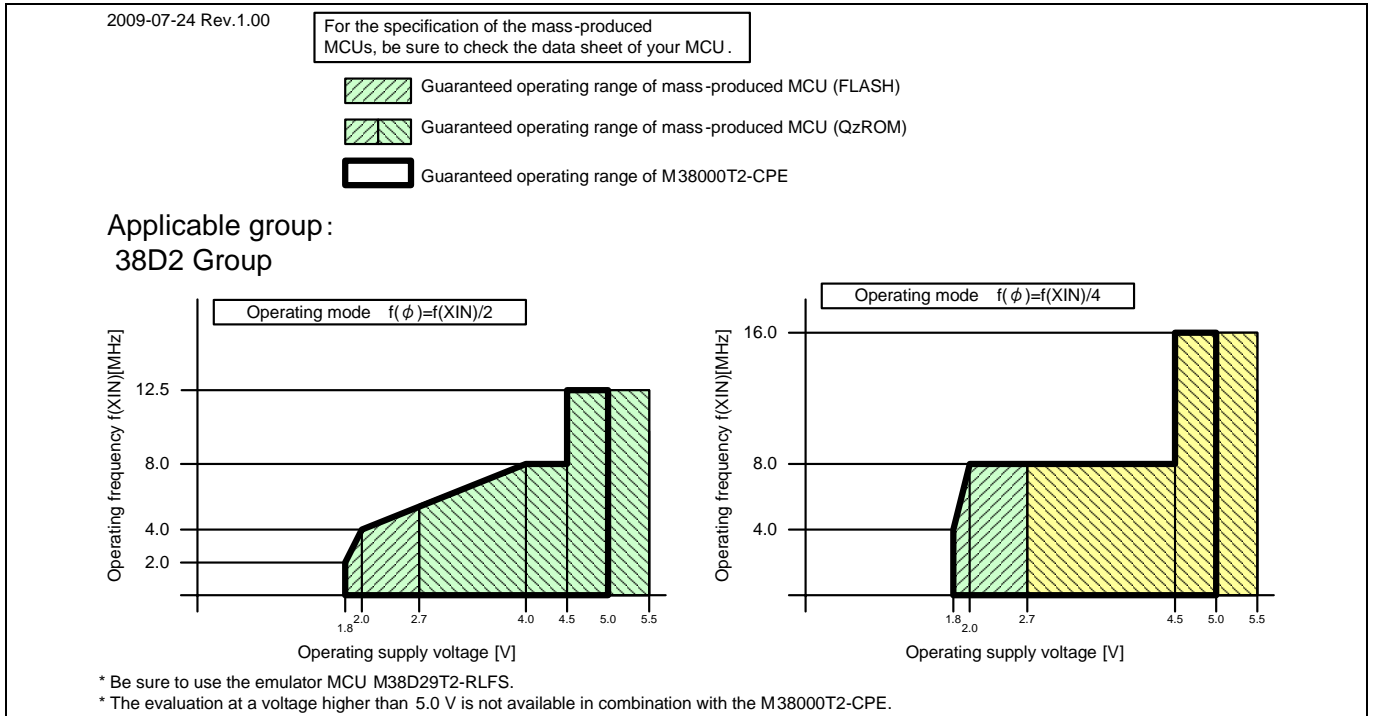 2009-07-24 Rev.1.00
For the specification of the mass-produced
MCUs, be sure to check the data sheet of your MCU.
Guaranteed operating range of mass-produced MCU (FLASH)
Guaranteed operating range of mass-produced MCU (QzROM)
Guaranteed operating range of M38000T2-CPE
Applicable group:
38D2 Group
Operating mode f(ϕ)=f(XIN)/2
Operating frequency f(XIN)[MHz]
12.5
8.0
4.0
2.0
1.8 2.0 2.7 4.0 4.5 5.0 5.5
Operating supply voltage [V]
Operating mode f(ϕ)=f(XIN)/4
Operating frequency f(XIN)[MHz]
16.0
8.0
4.0
1.8 2.0 2.7 4.5 5.0 5.5
Operating supply voltage [V]
* Be sure to use the emulator MCU M38D29T2-RLFS.
* The evaluation at a voltage higher than 5.0 V is not available in combination with the M38000T2-CPE.